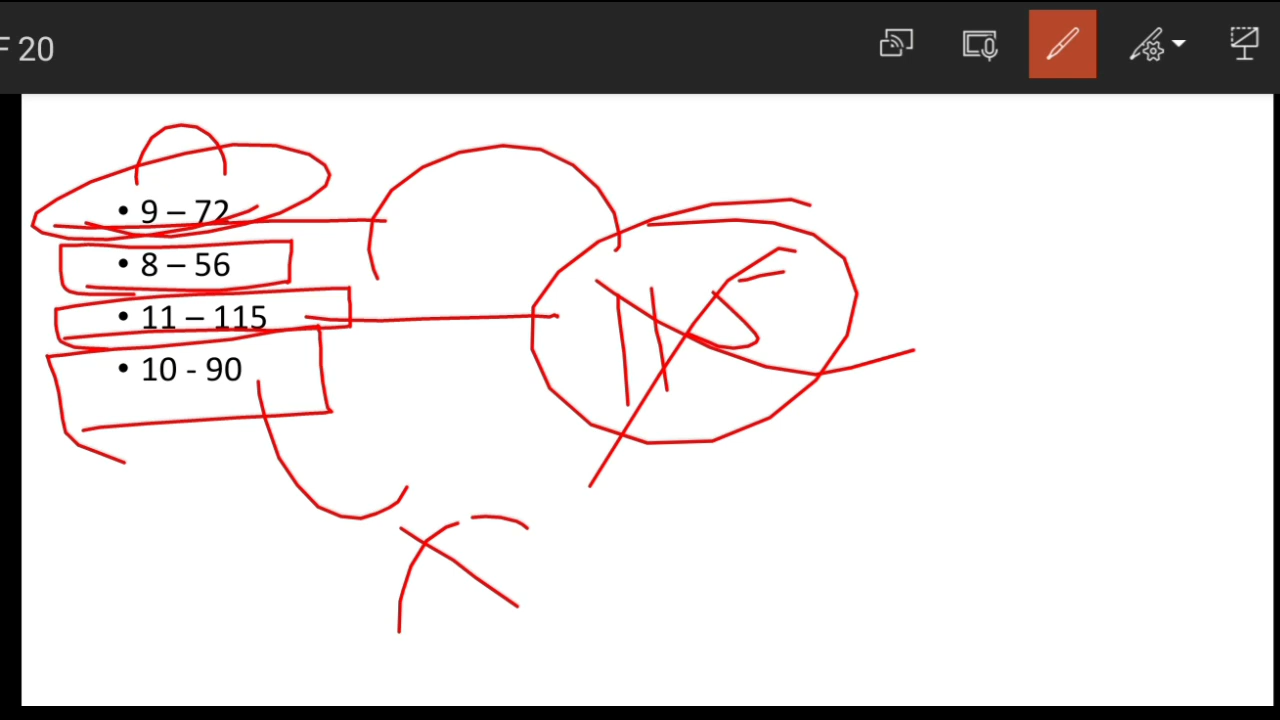 F 20
• 9 – 72
• 8 – 56
• 11 – 115
• 10 - 90